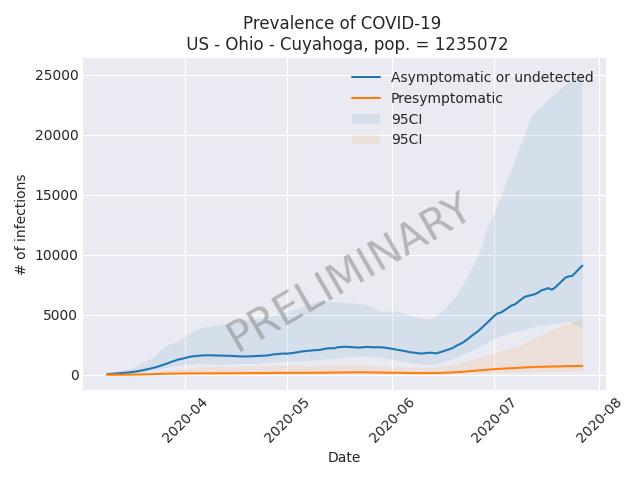 Prevalence of COVID-19
US - Ohio - Cuyahoga, pop. = 1235072
25000
20000
15000
10000
5000
0
# of infections
Asymptomatic or undetected
Presymptomatic
95CI
95CI
PRELIMINARY
2020-04
2020-05
2020-06
2020-07
2020-08
Date